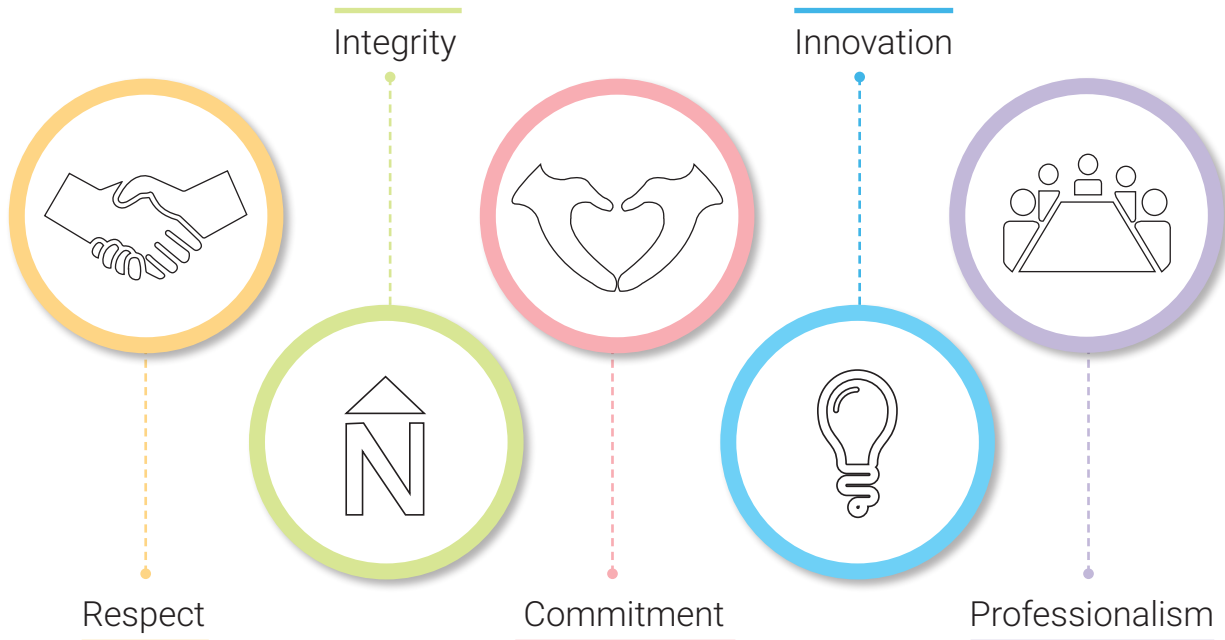 Integrity
Innovation
N
Respect
Commitment
Professionalism